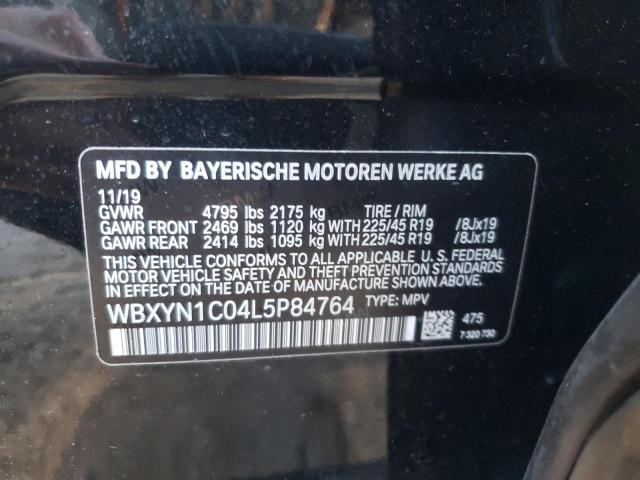 MFD BY BAYERISCHE MOTOREN WERKE AG
11/19
GVWR 4795 lbs 2175 kg TIRE / RIM
GAWR FRONT 2469 lbs 1120 kg WITH 225/45 R19 /8Jx19
GAWR REAR 2414 lbs 1095 kg WITH 225/45 R19 /8Jx19
THIS VEHICLE CONFORMS TO ALL APPLICABLE U. S. FEDERAL
MOTOR VEHICLE SAFETY AND THEFT PREVENTION STANDARDS
IN EFFECT ON THE DATE OF MANUFACTURE SHOWN ABOVE.
WBXYN1C04L5P84764 TYPE: MPV
475
7 320 730